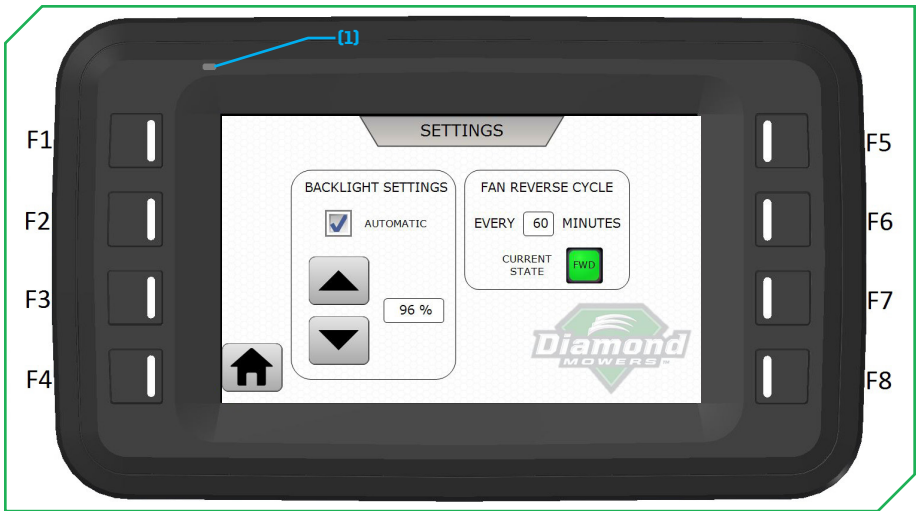 (1)
SETTINGS
F1
F5
BACKLIGHT SETTINGS
FAN REVERSE CYCLE
F2
AUTOMATIC
EVERY 60 MINUTES
F6
CURRENT
STATE
FWD
F3
96 %
F7
Diamond
MOWERS
F4
F8